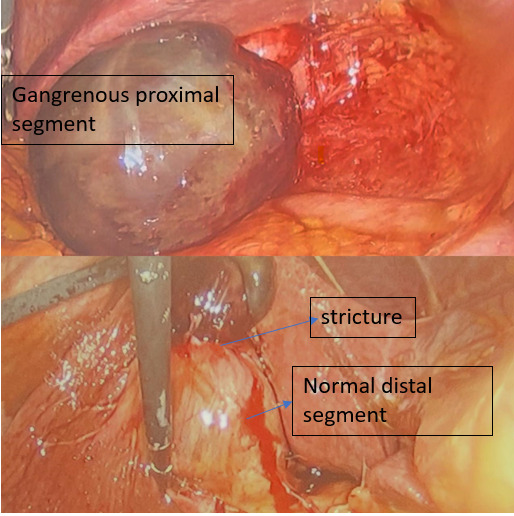 Gangrenous proximal
segment
stricture
Normal distal
segment